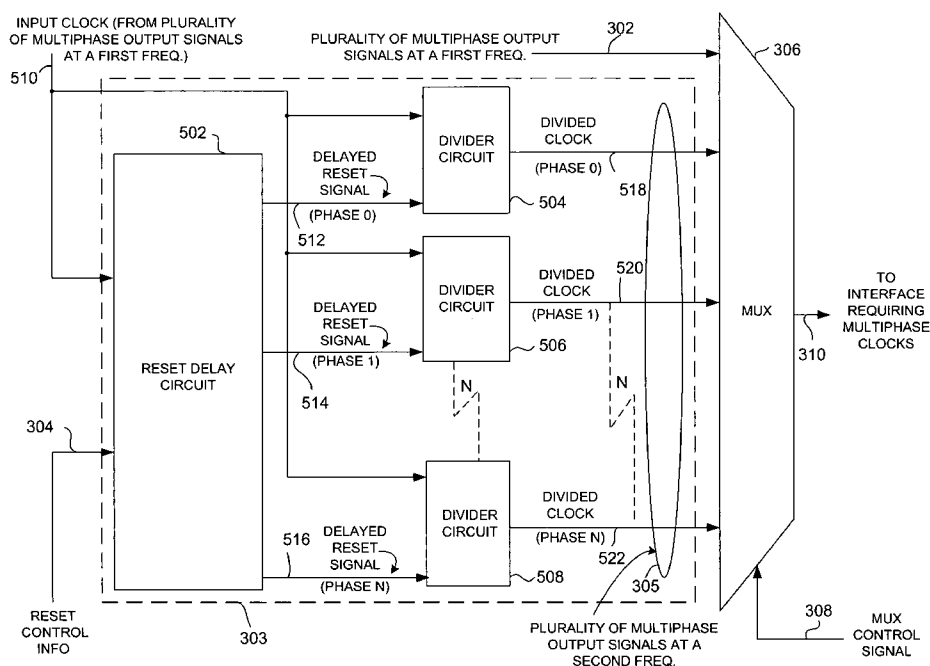 INPUT CLOCK (FROM PLURALITY
OF MULTIPHASE OUTPUT SIGNALS
AT A FIRST FREQ.)
510
PLURALITY OF MULTIPHASE OUTPUT
SIGNALS AT A FIRST FREQ.
302
306
502
DELAYED
RESET
SIGNAL
(PHASE 0)
512
DIVIDER
CIRCUIT
504
DIVIDED
CLOCK
(PHASE 0)
518
DELAYED
RESET
SIGNAL
(PHASE 1)
514
DIVIDER
CIRCUIT
506
DIVIDED
CLOCK
(PHASE 1)
520
MUX
TO
INTERFACE
REQUIRING
MULTIPHASE
CLOCKS
310
RESET DELAY
CIRCUIT
N
N
304
516
DELAYED
RESET
SIGNAL
(PHASE N)
DIVIDER
CIRCUIT
508
DIVIDED
CLOCK
(PHASE N)
522
305
RESET
CONTROL
INFO
303
PLURALITY OF MULTIPHASE
OUTPUT SIGNALS AT A
SECOND FREQ.
308
MUX
CONTROL
SIGNAL